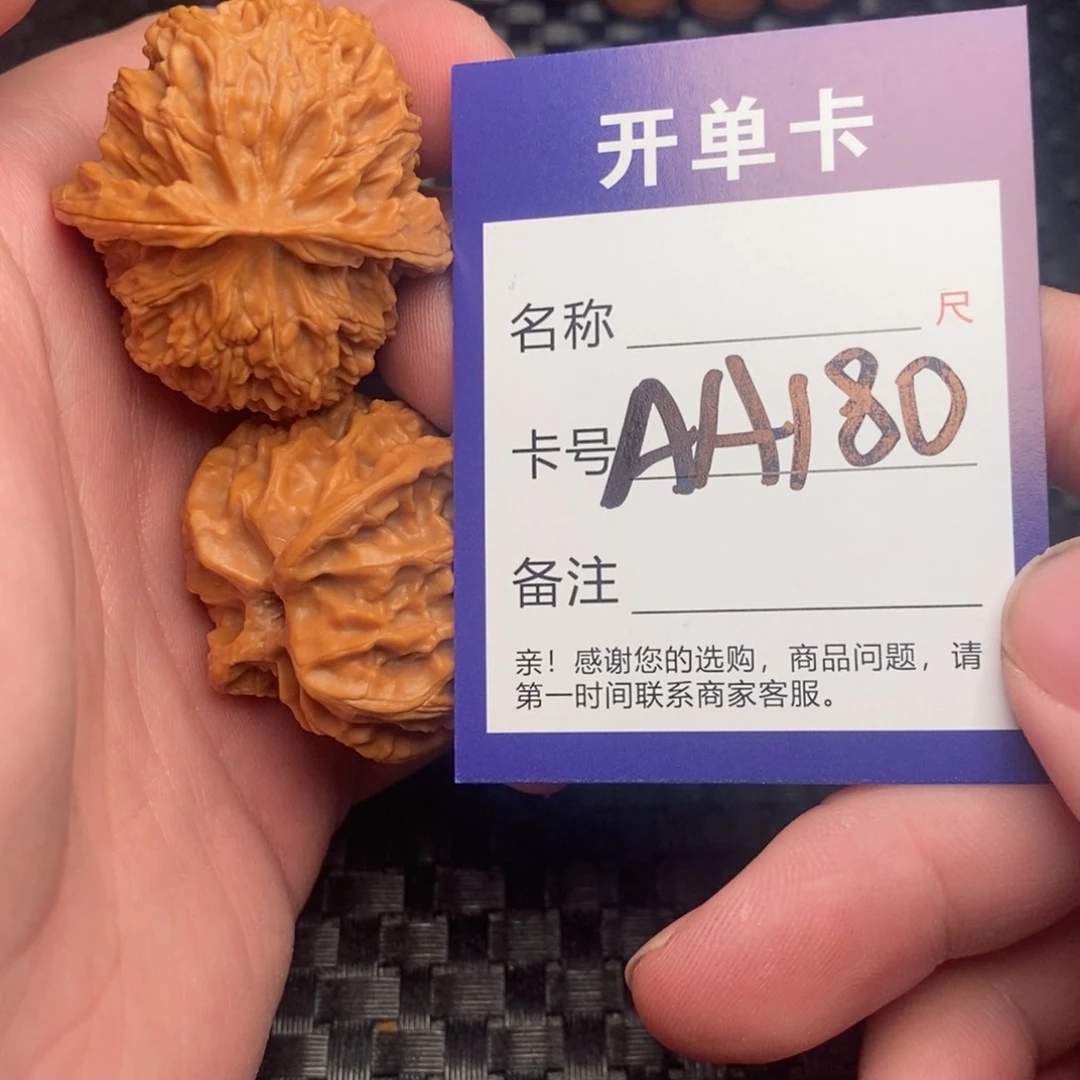 开单卡
名称 尺
卡号 AA180
备注
亲！感谢您的选购，商品问题，请
第一时间联系商家客服。